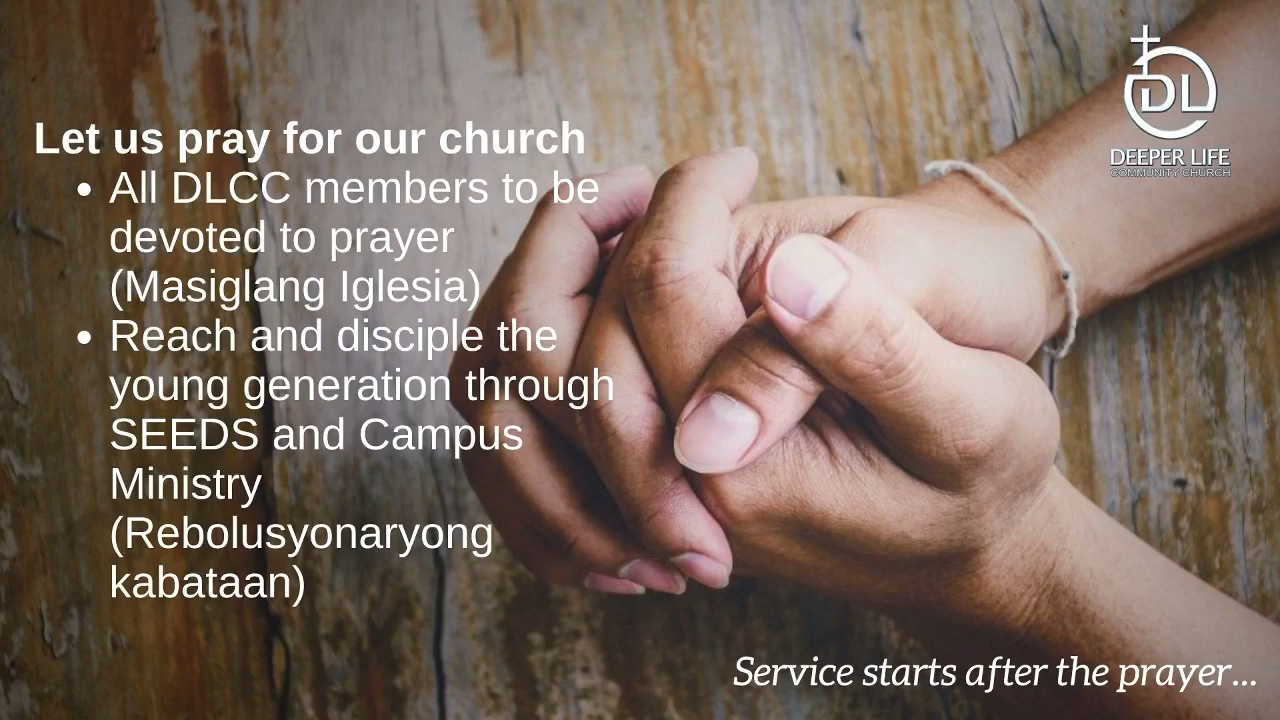 DL
DEEPER LIFE
COMMUNITY CHURCH
Let us pray for our church
• All DLCC members to be
devoted to prayer
(Masiglang Iglesia)
• Reach and disciple the
young generation through
SEEDS and Campus
Ministry
(Rebolusyonaryong
kabataan)
Service starts after the prayer...